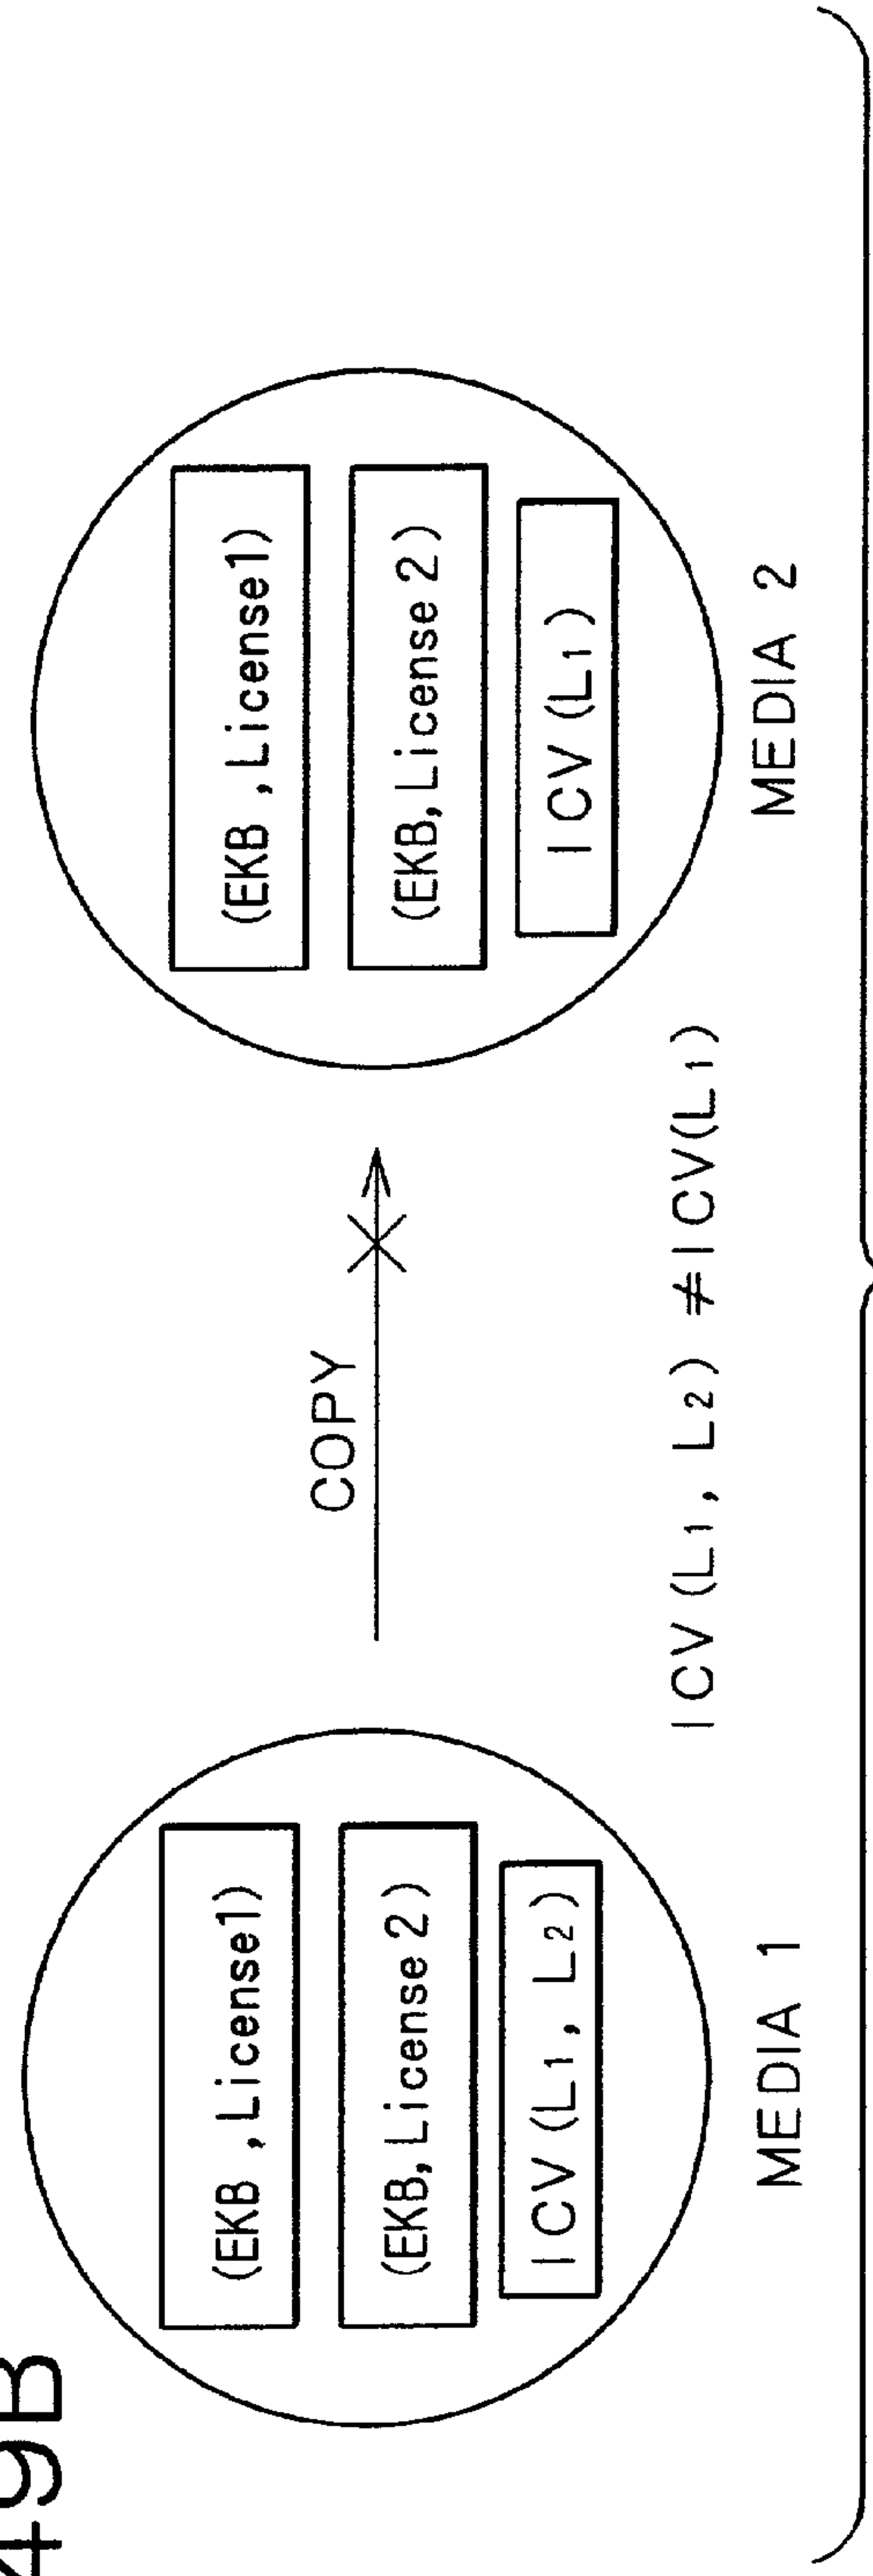 49B
(EKB , License1)
(EKB, License 2)
ICV (L1, L2)
MEDIA 1
COPY
ICV (L1, L2) ≠ ICV(L1)
(EKB , License1)
(EKB, License 2)
ICV (L1)
MEDIA 2